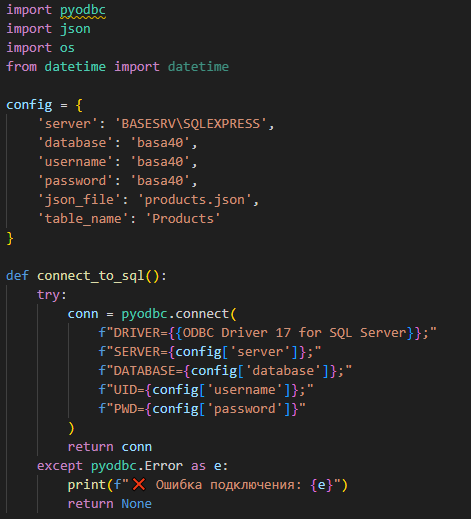 import pyodbc
import json
import os
from datetime import datetime

config = {
    'server': 'BASESRV\SQLEXPRESS',
    'database': 'basa40',
    'username': 'basa40',
    'password': 'basa40',
    'json_file': 'products.json',
    'table_name': 'Products'
}

def connect_to_sql():
    try:
        conn = pyodbc.connect(
            f"DRIVER={{ODBC Driver 17 for SQL Server}};"
            f"SERVER={config['server']};"
            f"DATABASE={config['database']};"
            f"UID={config['username']};"
            f"PWD={config['password']}"
        )
        return conn
    except pyodbc.Error as e:
        print(f"❌ Ошибка подключения: {e}")
        return None